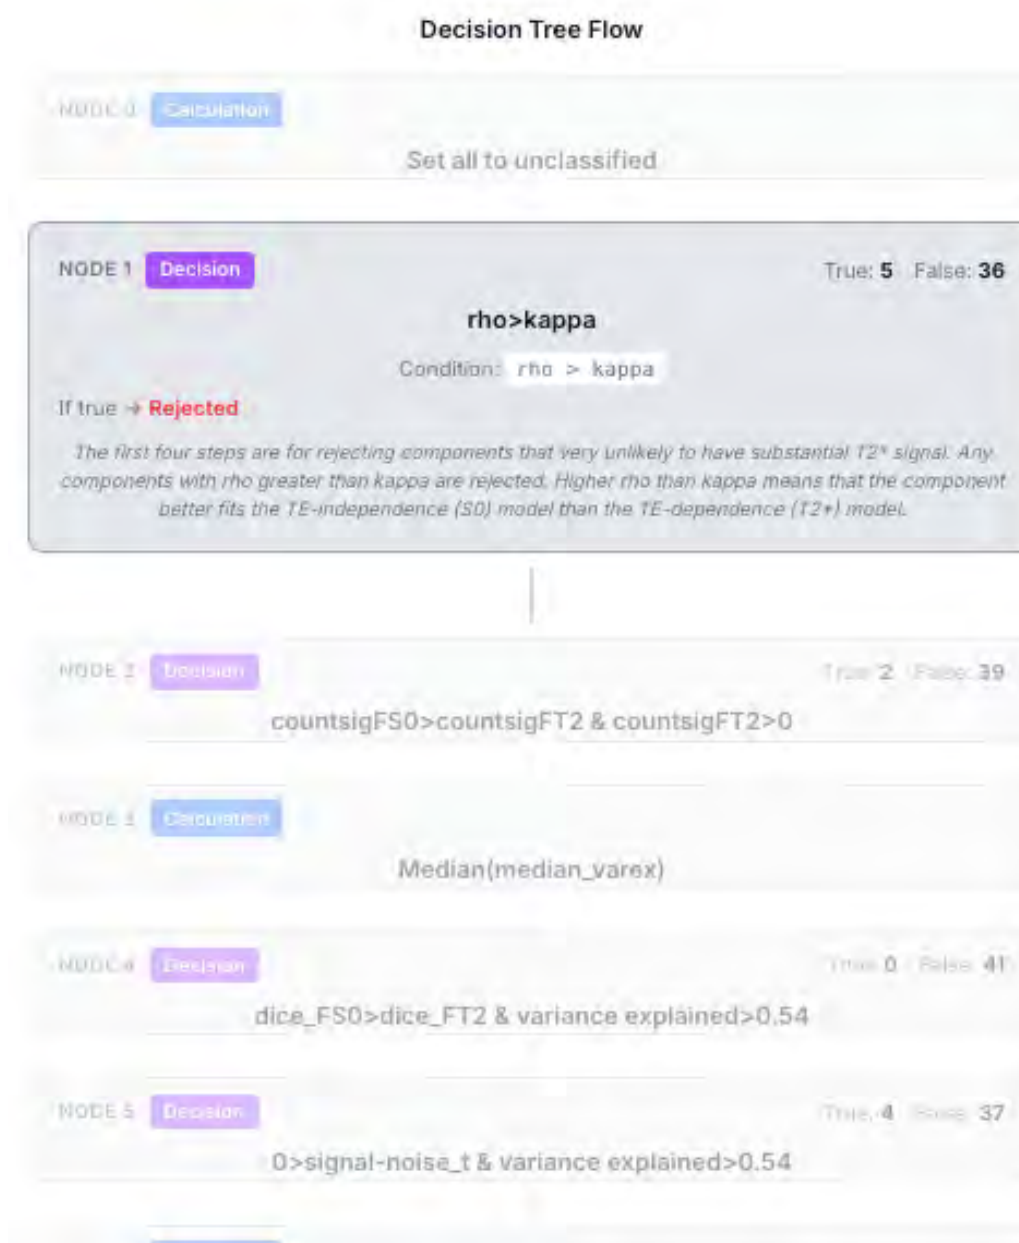 Decision Tree Flow
NODE 0 Calculation
Set all to unclassified
NODE 1 Decision True: 5 False: 36
rho>kappa
Condition: rho > kappa
If true → Rejected
The first four steps are for rejecting components that very unlikely to have substantial T2* signal. Any
components with rho greater than kappa are rejected. Higher rho than kappa means that the component
better fits the TE-independence (S0) model than the TE-dependence (T2*) model.
NODE 2 Decision True: 2 False: 39
countsigFS0>countsigFT2 & countsigFT2>0
NODE 3 Calculation
Median(median_varex)
NODE 4 Decision True: 0 False: 41
dice_FS0>dice_FT2 & variance explained>0.54
NODE 5 Decision True: 4 False: 37
0>signal-noise_t & variance explained>0.54